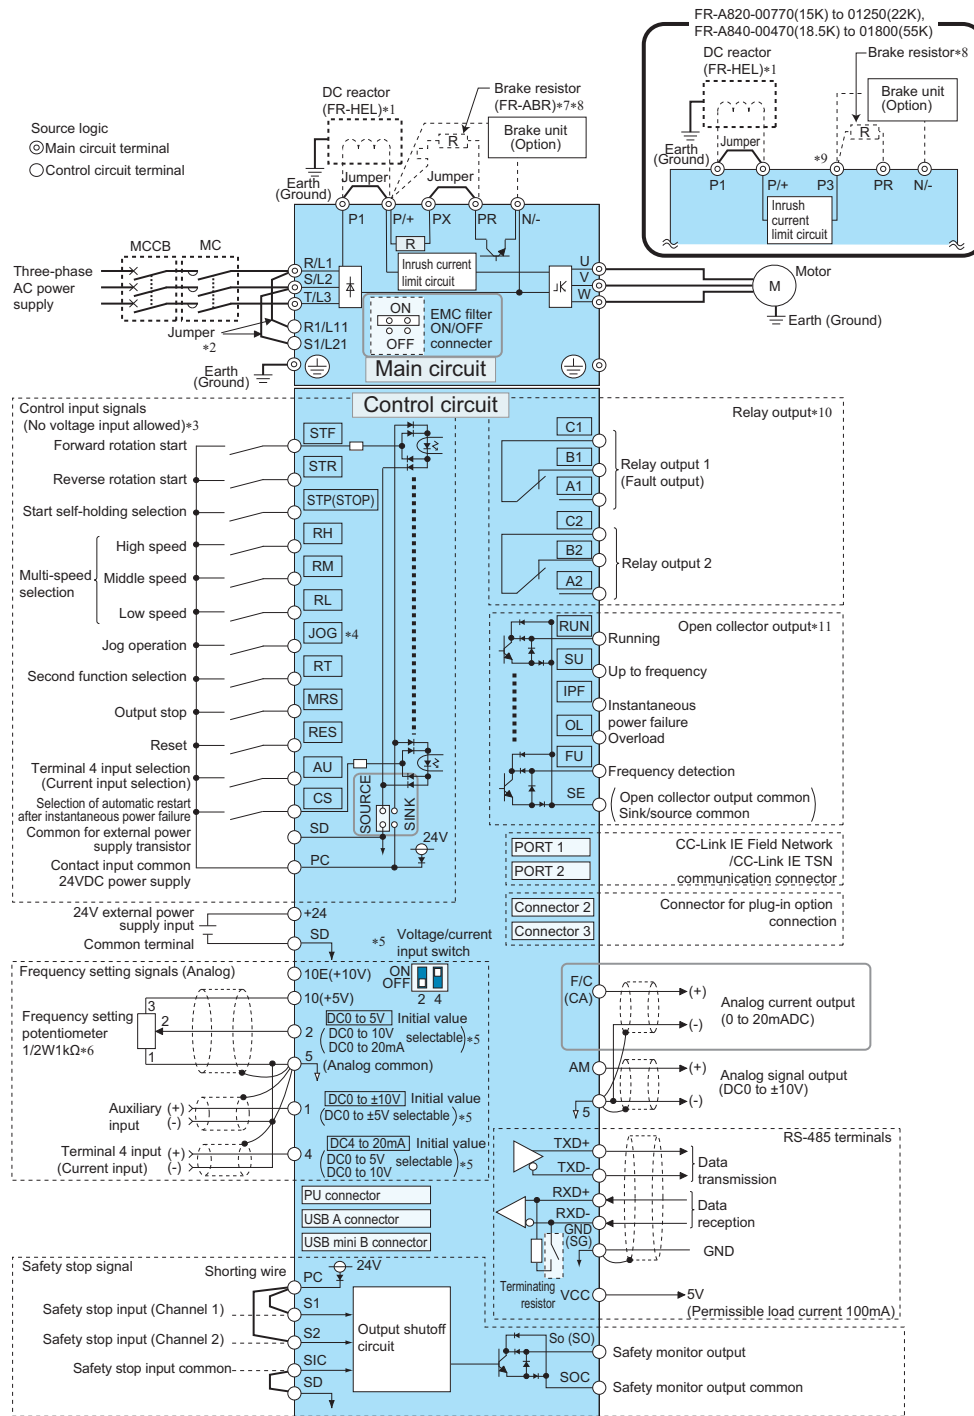 FR-A820-00770(15K) to 01250(22K),
FR-A840-00470(18.5K) to 01800(55K)
DC reactor
(FR-HEL)*1
Brake resistor*8
Brake unit
(Option)
R
Earth
(Ground)
Jumper
*9
P1
P/+
P3
PR
N/-
Inrush
current
limit circuit
Source logic
Main circuit terminal
Control circuit terminal
DC reactor
(FR-HEL)*1
Brake resistor
(FR-ABR)*7*8
Brake unit
(Option)
R
Earth
(Ground)
Jumper
Jumper
P1
P/+
PX
PR
N/-
R
Inrush current
limit circuit
MCCB
MC
Three-phase
AC power
supply
R/L1
S/L2
T/L3
R1/L11
S1/L21
Jumper
*2
Earth
(Ground)
ON
OFF
EMC filter
ON/OFF
connecter
Main circuit
U
V
W
Motor
M
Earth (Ground)
Control circuit
Control input signals
(No voltage input allowed)*3
Forward rotation start
STF
Reverse rotation start
STR
Start self-holding selection
STP(STOP)
Multi-speed
selection
High speed
RH
Middle speed
RM
Low speed
RL
Jog operation
JOG *4
Second function selection
RT
Output stop
MRS
Reset
RES
Terminal 4 input selection
(Current input selection)
AU
Selection of automatic restart
after instantaneous power failure
CS
SOURCE
SINK
Common for external power
supply transistor
SD
Contact input common
24VDC power supply
PC
24V
24V external power
supply input
+24
Common terminal
SD
Relay output*10
C1
B1
A1
Relay output 1
(Fault output)
C2
B2
A2
Relay output 2
Open collector output*11
RUN
Running
SU
Up to frequency
IPF
Instantaneous
power failure
OL
Overload
FU
Frequency detection
SE
Open collector output common
Sink/source common
PORT 1
PORT 2
CC-Link IE Field Network
/CC-Link IE TSN
communication connector
Connector 2
Connector 3
Connector for plug-in option
connection
*5 Voltage/current
input switch
ON
OFF
2 4
Frequency setting signals (Analog)
Frequency setting
potentiometer
1/2W1kΩ*6
3
2
1
10E(+10V)
10(+5V)
2
DC0 to 5V Initial value
DC0 to 10V
DC0 to 20mA
selectable
*5
5
(Analog common)
Auxiliary
input
(+)
(-)
1
DC0 to ±10V Initial value
(DC0 to ±5V selectable)*5
Terminal 4 input
(Current input)
(+)
(-)
4
DC4 to 20mA Initial value
DC0 to 5V
DC0 to 10V
selectable
*5
F/C
(CA)
(+)
(-)
Analog current output
(0 to 20mADC)
AM
5
(+)
(-)
Analog signal output
(DC0 to ±10V)
RS-485 terminals
TXD+
TXD-
Data
transmission
RXD+
RXD-
Data
reception
GND
(SG)
GND
Terminating
resistor
VCC
5V
(Permissible load current 100mA)
PU connector
USB A connector
USB mini B connector
Safety stop signal
Shorting wire
PC
24V
Safety stop input (Channel 1)
S1
Safety stop input (Channel 2)
S2
Safety stop input common
SIC
SD
Output shutoff
circuit
So (SO)
Safety monitor output
SOC
Safety monitor output common